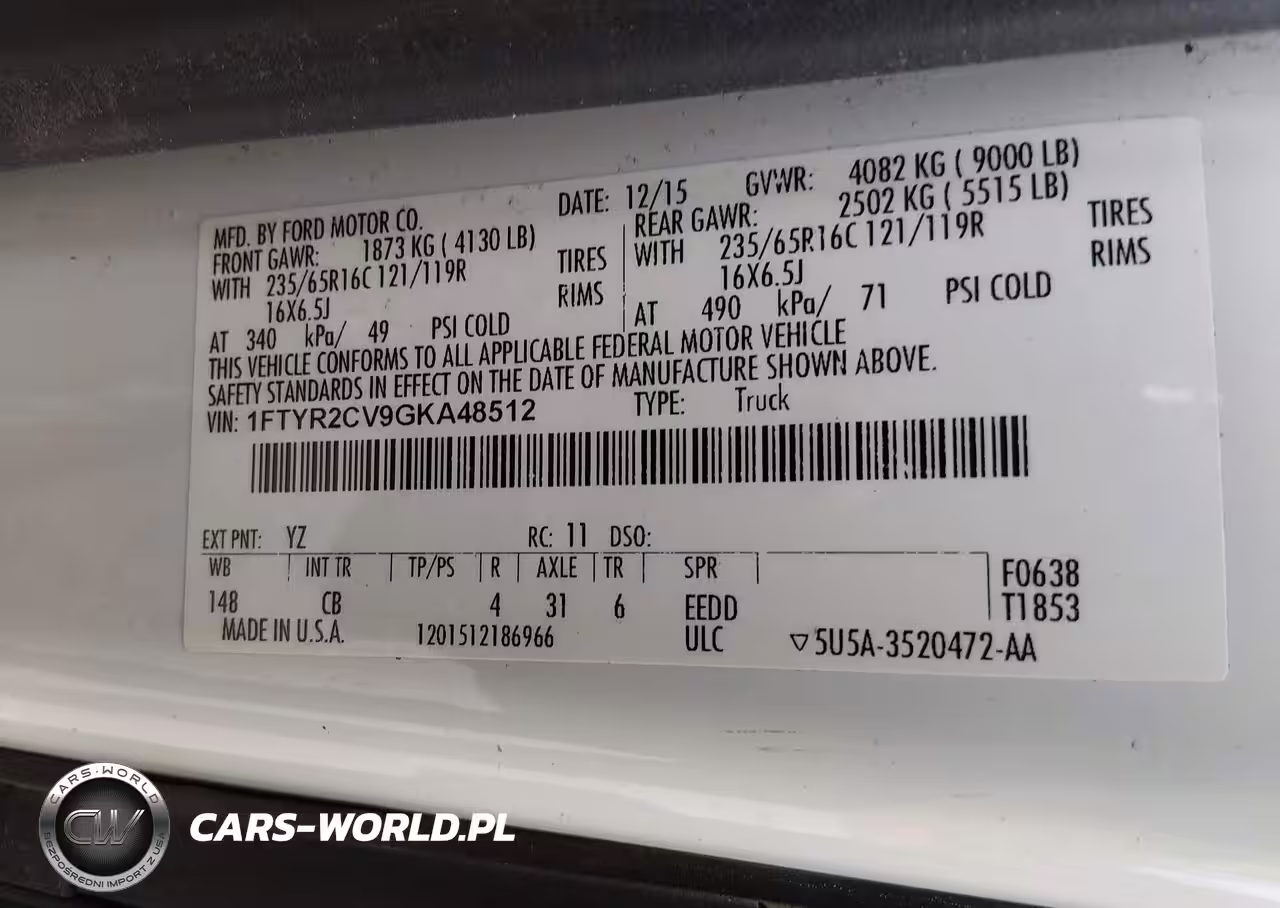 MFD. BY FORD MOTOR CO. DATE: 12/15 GVWR: 4082 KG ( 9000 LB)
FRONT GAWR: 1873 KG ( 4130 LB) REAR GAWR: 2502 KG ( 5515 LB)
WITH 235/65R16C 121/119R TIRES WITH 235/65R16C 121/119R TIRES
16X6.5J RIMS 16X6.5J RIMS
AT 340 kPa/ 49 PSI COLD AT 490 kPa/ 71 PSI COLD
THIS VEHICLE CONFORMS TO ALL APPLICABLE FEDERAL MOTOR VEHICLE
SAFETY STANDARDS IN EFFECT ON THE DATE OF MANUFACTURE SHOWN ABOVE.
VIN: 1FTYR2CV9GKA48512 TYPE: Truck
EXT PNT: YZ RC: 11 DSO:
WB INT TR TP/PS R AXLE TR SPR F0638
148 CB 4 31 6 EEDD T1853
MADE IN U.S.A. 1201512186966 ULC ▽5U5A-3520472-AA
CARS-WORLD
CW
BEZPOŚREDNI IMPORT Z USA
CARS-WORLD.PL